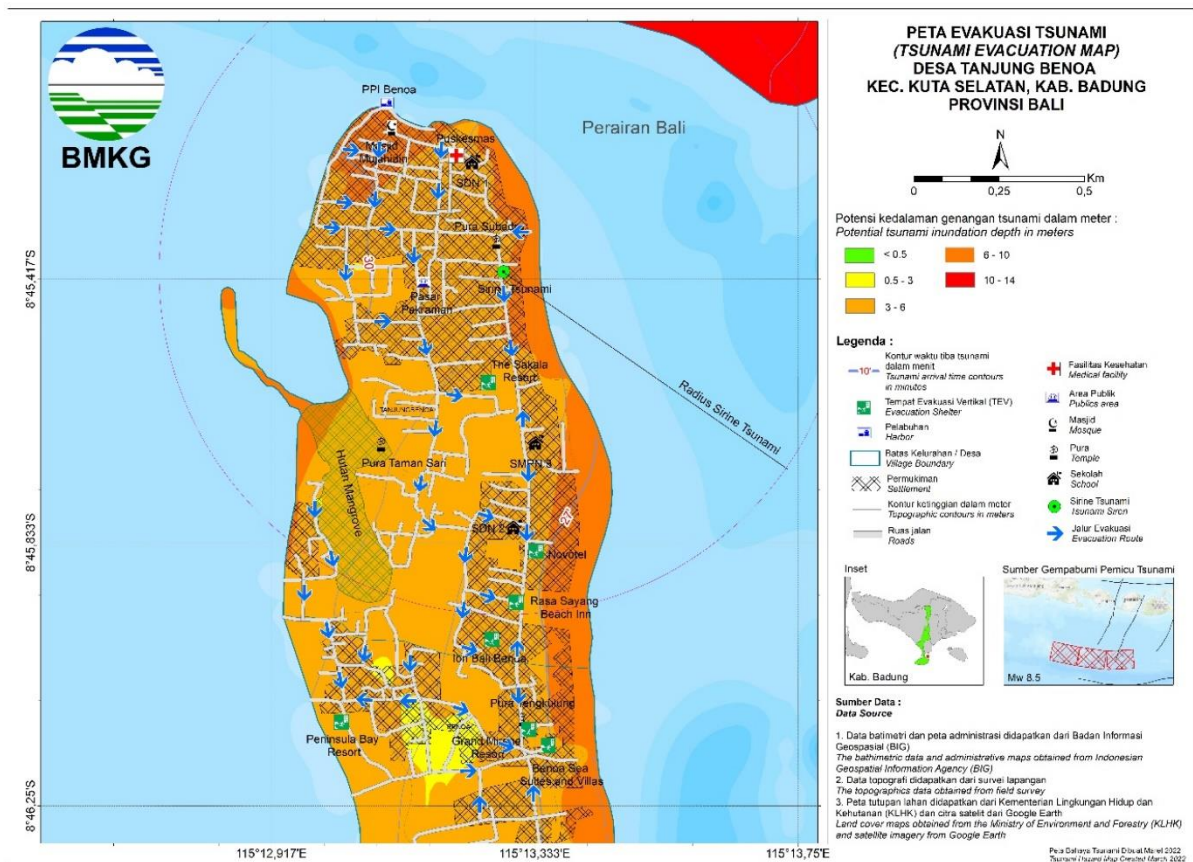 BMKG
PETA EVAKUASI TSUNAMI
(TSUNAMI EVACUATION MAP)
DESA TANJUNG BENOA
KEC. KUTA SELATAN, KAB. BADUNG
PROVINSI BALI
N
Km
0 0,25 0,5
Potensi kedalaman genangan tsunami dalam meter :
Potential tsunami inundation depth in meters
< 0.5
6 - 10
0.5 - 3
10 - 14
3 - 6
Legenda :
10'
Kontur waktu tiba tsunami
dalam menit
Tsunami arrival time contours
in minutes
Tempat Evakuasi Vertikal (TEV)
Evacuation Shelter
Pelabuhan
Harbor
Batas Kelurahan / Desa
Village Boundary
Permukiman
Settlement
Kontur ketinggian dalam meter
Topographic contours in meters
Ruas jalan
Roads
Fasilitas Kesehatan
Medical facility
Area Publik
Publics area
Masjid
Mosque
Pura
Temple
Sekolah
School
Sirine Tsunami
Tsunami Siren
Jalur Evakuasi
Evacuation Route
Inset
Kab. Badung
Sumber Gempabumi Pemicu Tsunami
Mw 8.5
Sumber Data :
Data Source
1. Data batimetri dan peta administrasi didapatkan dari Badan Informasi
Geospasial (BIG)
The bathimetric data and administrative maps obtained from Indonesian
Geospatial Information Agency (BIG)
2. Data topografi didapatkan dari survei lapangan
The topographics data obtained from field survey
3. Peta tutupan lahan didapatkan dari Kementerian Lingkungan Hidup dan
Kehutanan (KLHK) dan citra satelit dari Google Earth
Land cover maps obteined from the Ministry of Environment and Forestry (KLHK)
and satellite imagery from Google Earth
Peta Bahaya Tsunami Dibuat Maret 2022
Tsunami Hazard Map Created March 2022
PPI Benoa
Masjid
Mujahidin
Puskesmas
SDN 1
Perairan Bali
Pura Subad
30'
Sirine Tsunami
Pasar
Pakraman
The Sakala
Resort
Radius Sirine Tsunami
TANJUNG BENOA
Pura Taman Sari
SMPN 3
Hutan Mangrove
27'
SDN 2
Novotel
Rasa Sayang
Beach Inn
Ion Bali Benoa
Pura Tengkulung
Peninsula Bay
Resort
BENOA
Grand Mirage
Resort
Benoa Sea
Suites and Villas
8°45,417'S
8°45,833'S
8°46,25'S
115°12,917'E
115°13,333'E
115°13,75'E